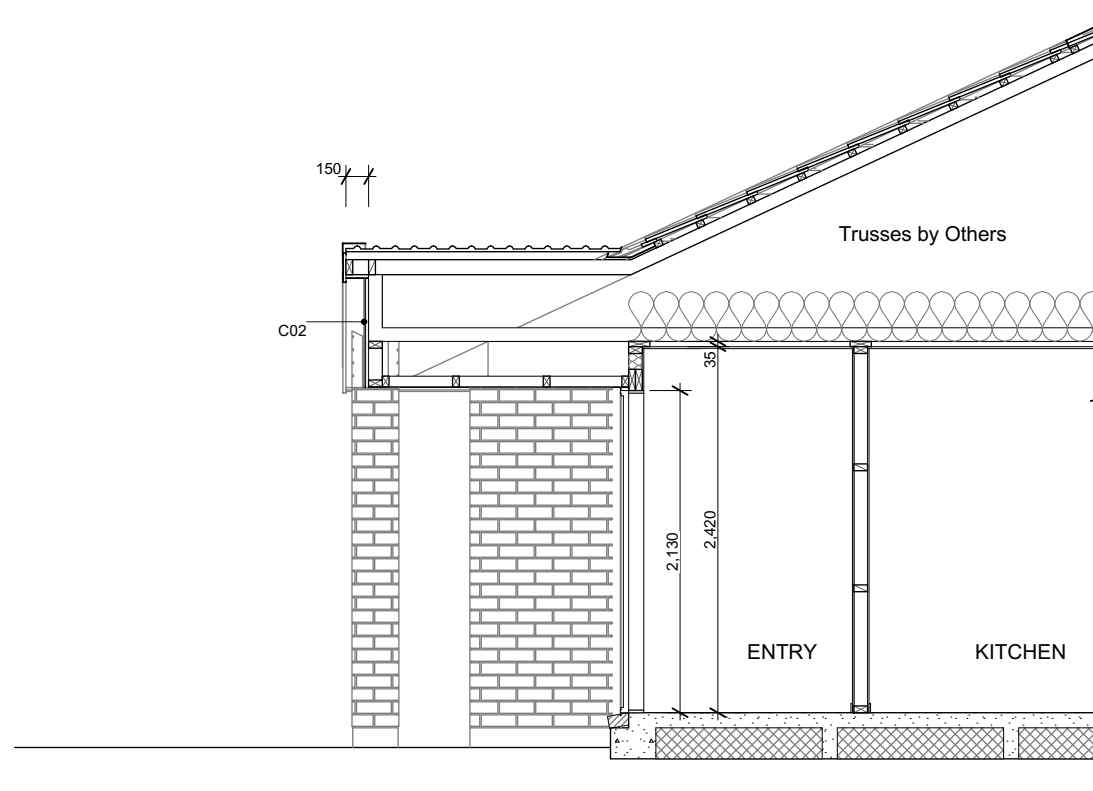 150
Trusses by Others
C02
35
2,130
2,420
ENTRY
KITCHEN